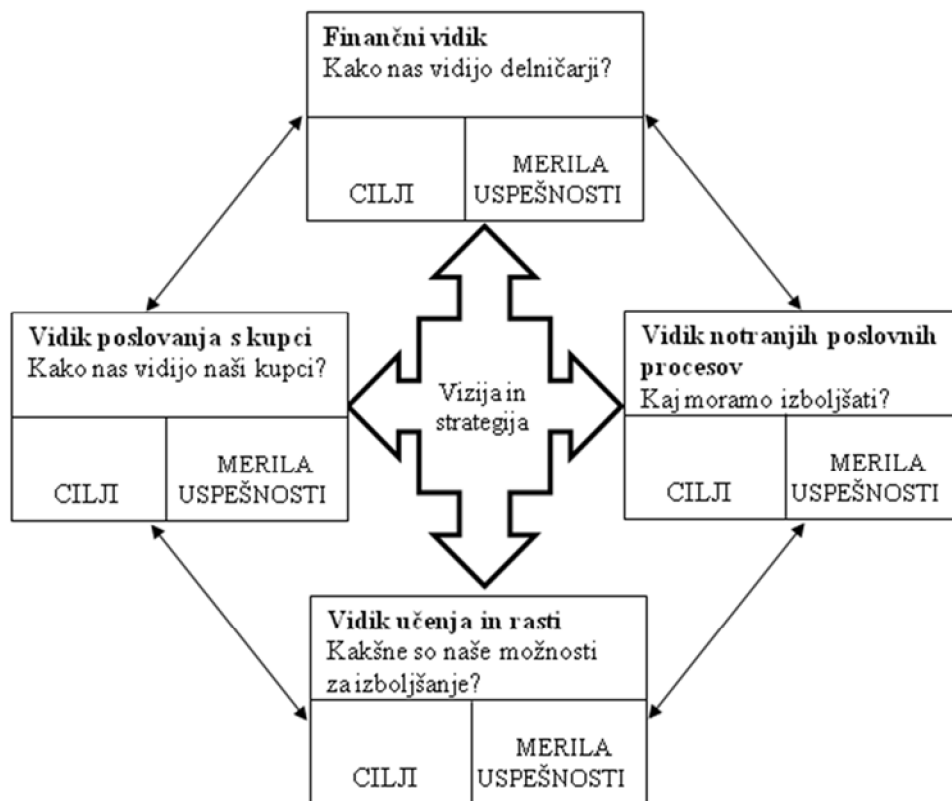 Finančni vidik
Kako nas vidijo delničarji?
CILJI
MERILA
USPEŠNOSTI
Vidik poslovanja s kupci
Kako nas vidijo naši kupci?
CILJI
MERILA
USPEŠNOSTI
Vizija in
strategija
Vidik notranjih poslovnih
procesov
Kaj moramo izboljšati?
CILJI
MERILA
USPEŠNOSTI
Vidik učenja in rasti
Kakšne so naše možnosti
za izboljšanje?
CILJI
MERILA
USPEŠNOSTI